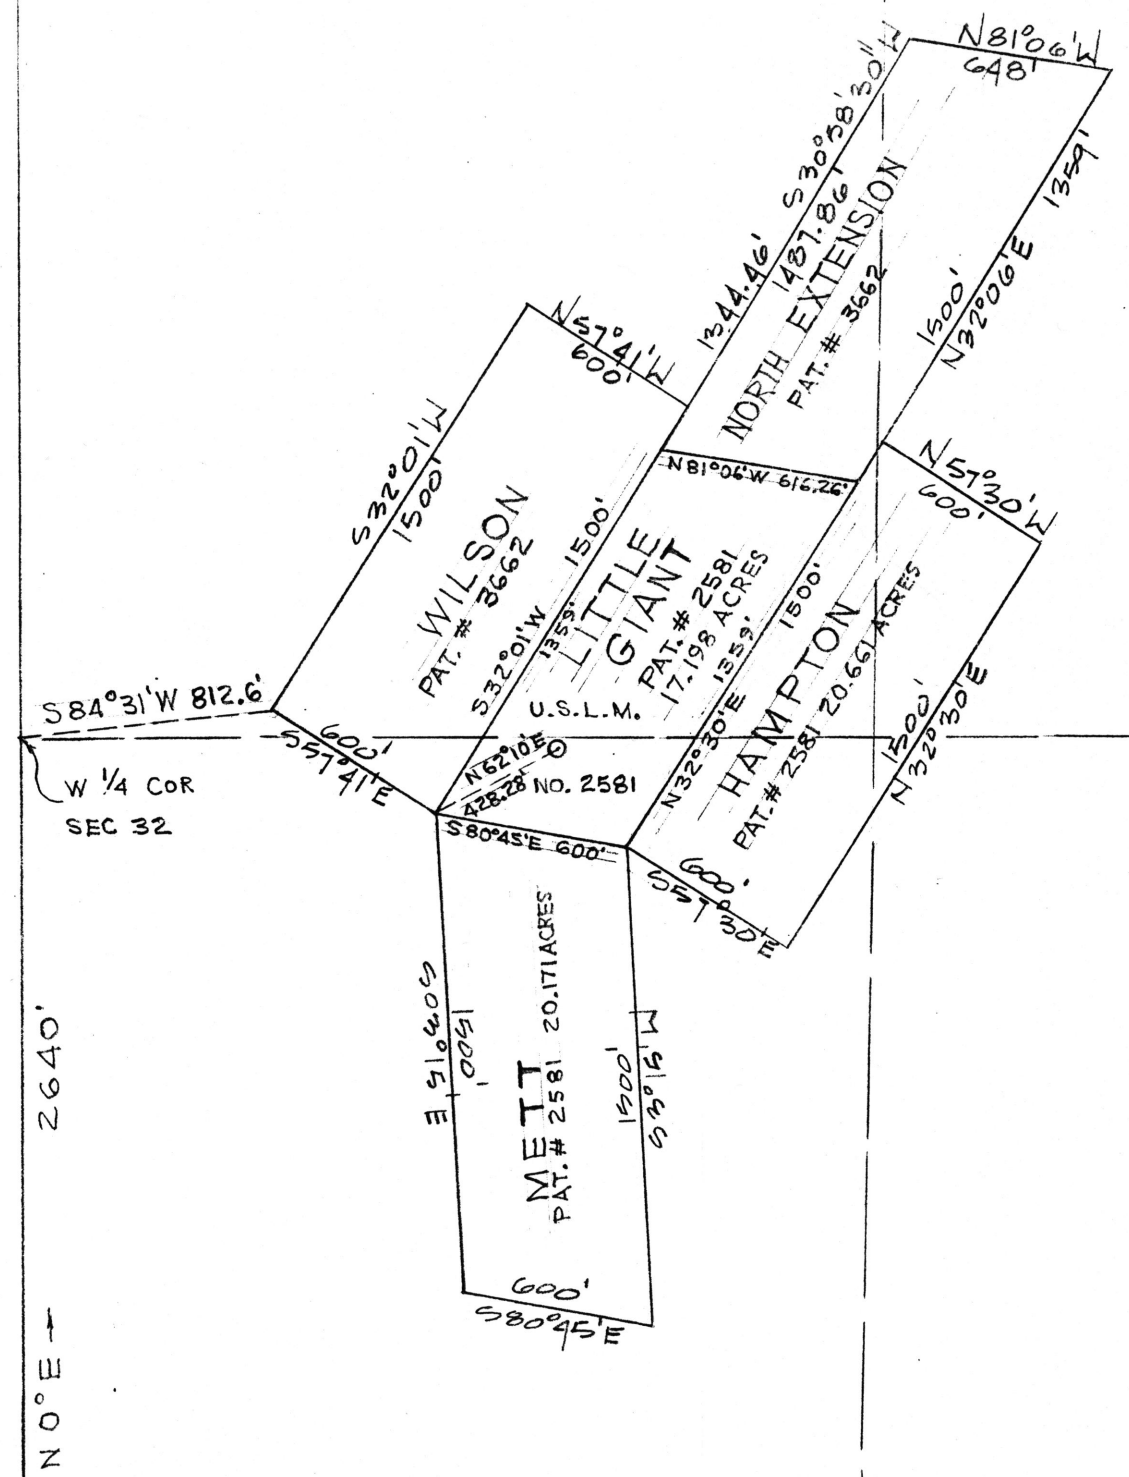 N81°06'W
648'
S30°58'30"W
1487.86'
1344.46'
NORTH EXTENSION
PAT. # 3662
1359'
1500'
N32°06'E
N57°41'W
600'
S32°01'W
1500'
WILSON
PAT. # 3662
N81°06'W 616.26'
1500'
1359'
S32°01'W
LITTLE
GIANT
PAT. # 2581
17.198 ACRES
N57°30'W
600'
1500'
1359'
N32°30'E
HAMPTON
PAT. # 2581 20.661 ACRES
1500'
N32°30'E
S84°31'W 812.6'
W 1/4 COR
SEC 32
600'
S57°41'E
U.S.L.M.
N62°10'E
428.28'
NO. 2581
S80°45'E 600'
600'
S57°30'E
S03°15'E
1500'
METT
PAT. # 2581 20.171 ACRES
1500'
S3°15'W
600'
S80°45'E
2640'
N0°E →